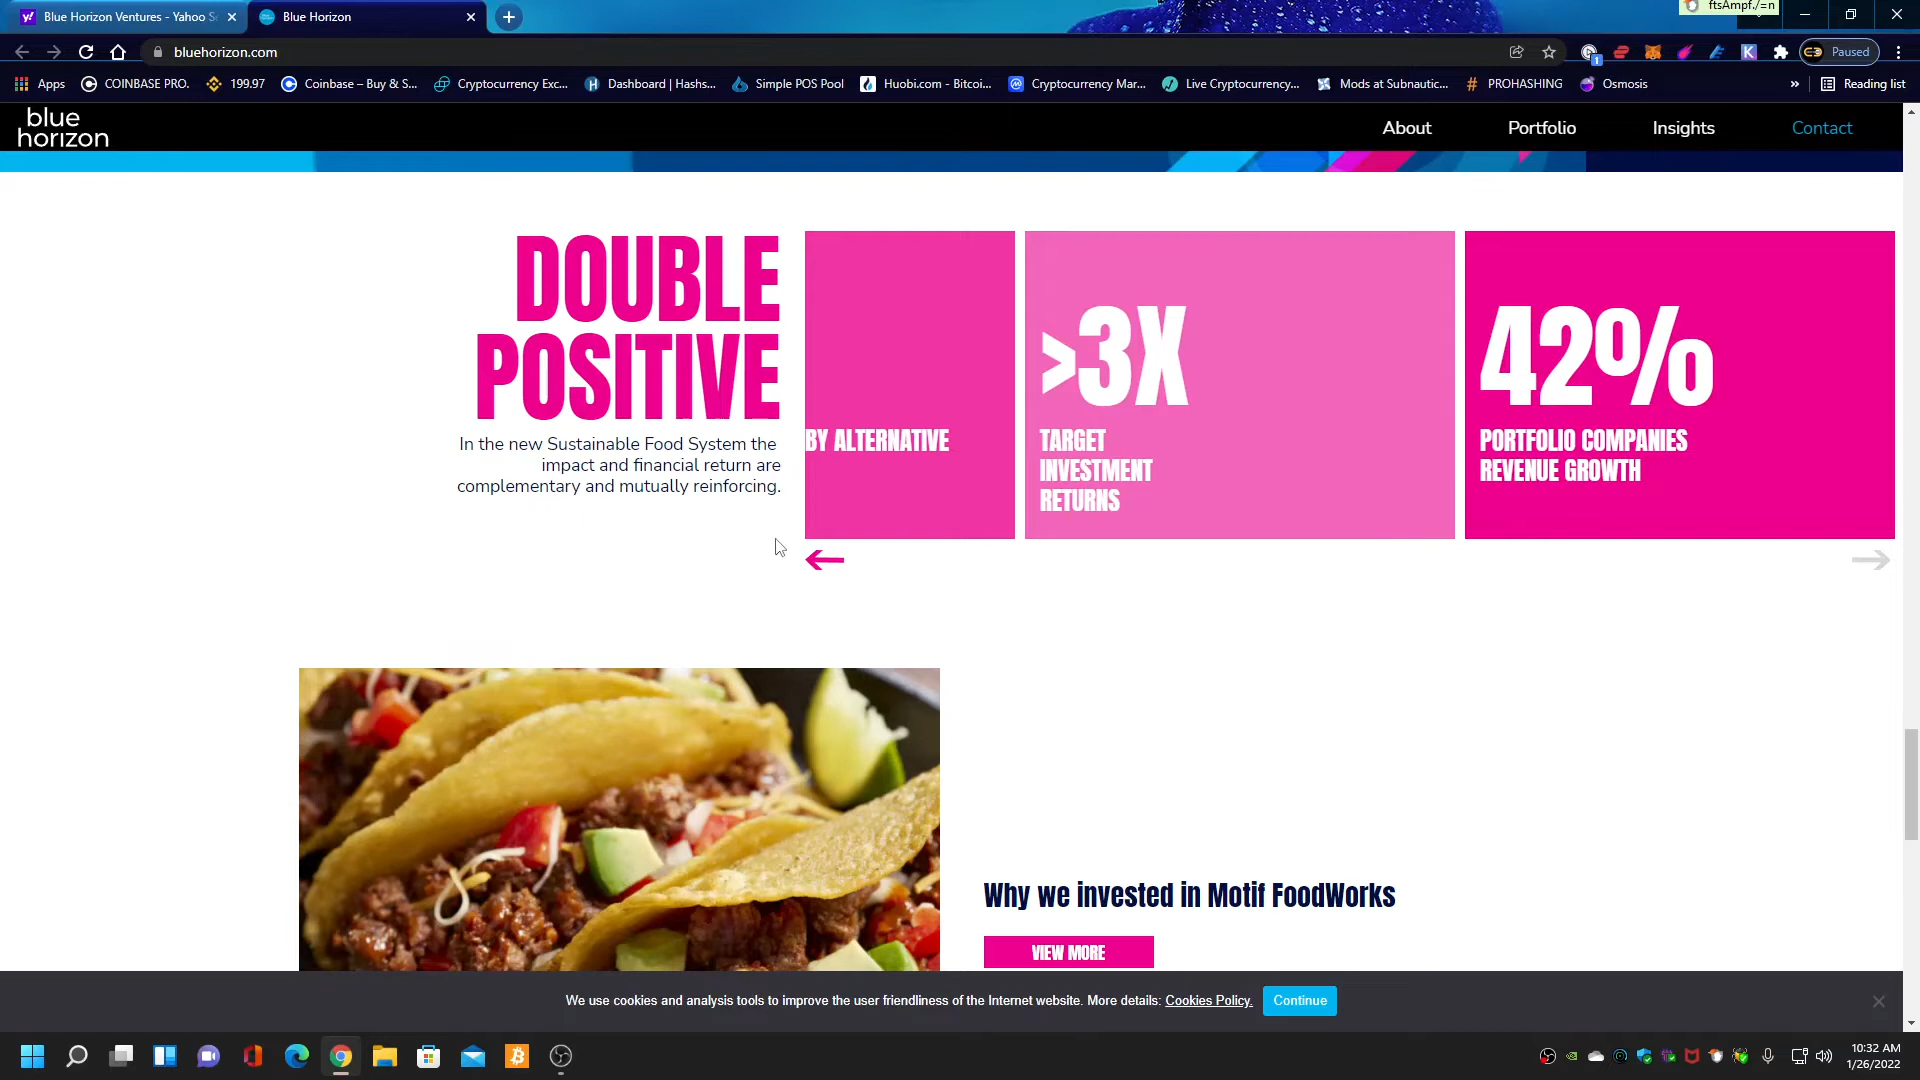 Blue Horizon Ventures - Yahoo S
Blue Horizon
ftsAmpf./=n
bluehorizon.com
Paused
Apps
COINBASE PRO.
199.97
Coinbase – Buy & S...
Cryptocurrency Exc...
Dashboard | Hashs...
Simple POS Pool
Huobi.com - Bitcoi...
Cryptocurrency Mar...
Live Cryptocurrency...
Mods at Subnautic...
PROHASHING
Osmosis
»
Reading list
blue
horizon
About
Portfolio
Insights
Contact
DOUBLE
POSITIVE
In the new Sustainable Food System the
impact and financial return are
complementary and mutually reinforcing.
BY ALTERNATIVE
>3X
TARGET
INVESTMENT
RETURNS
42%
PORTFOLIO COMPANIES
REVENUE GROWTH
Why we invested in Motif FoodWorks
VIEW MORE
We use cookies and analysis tools to improve the user friendliness of the Internet website. More details: Cookies Policy.
Continue
10:32 AM
1/26/2022